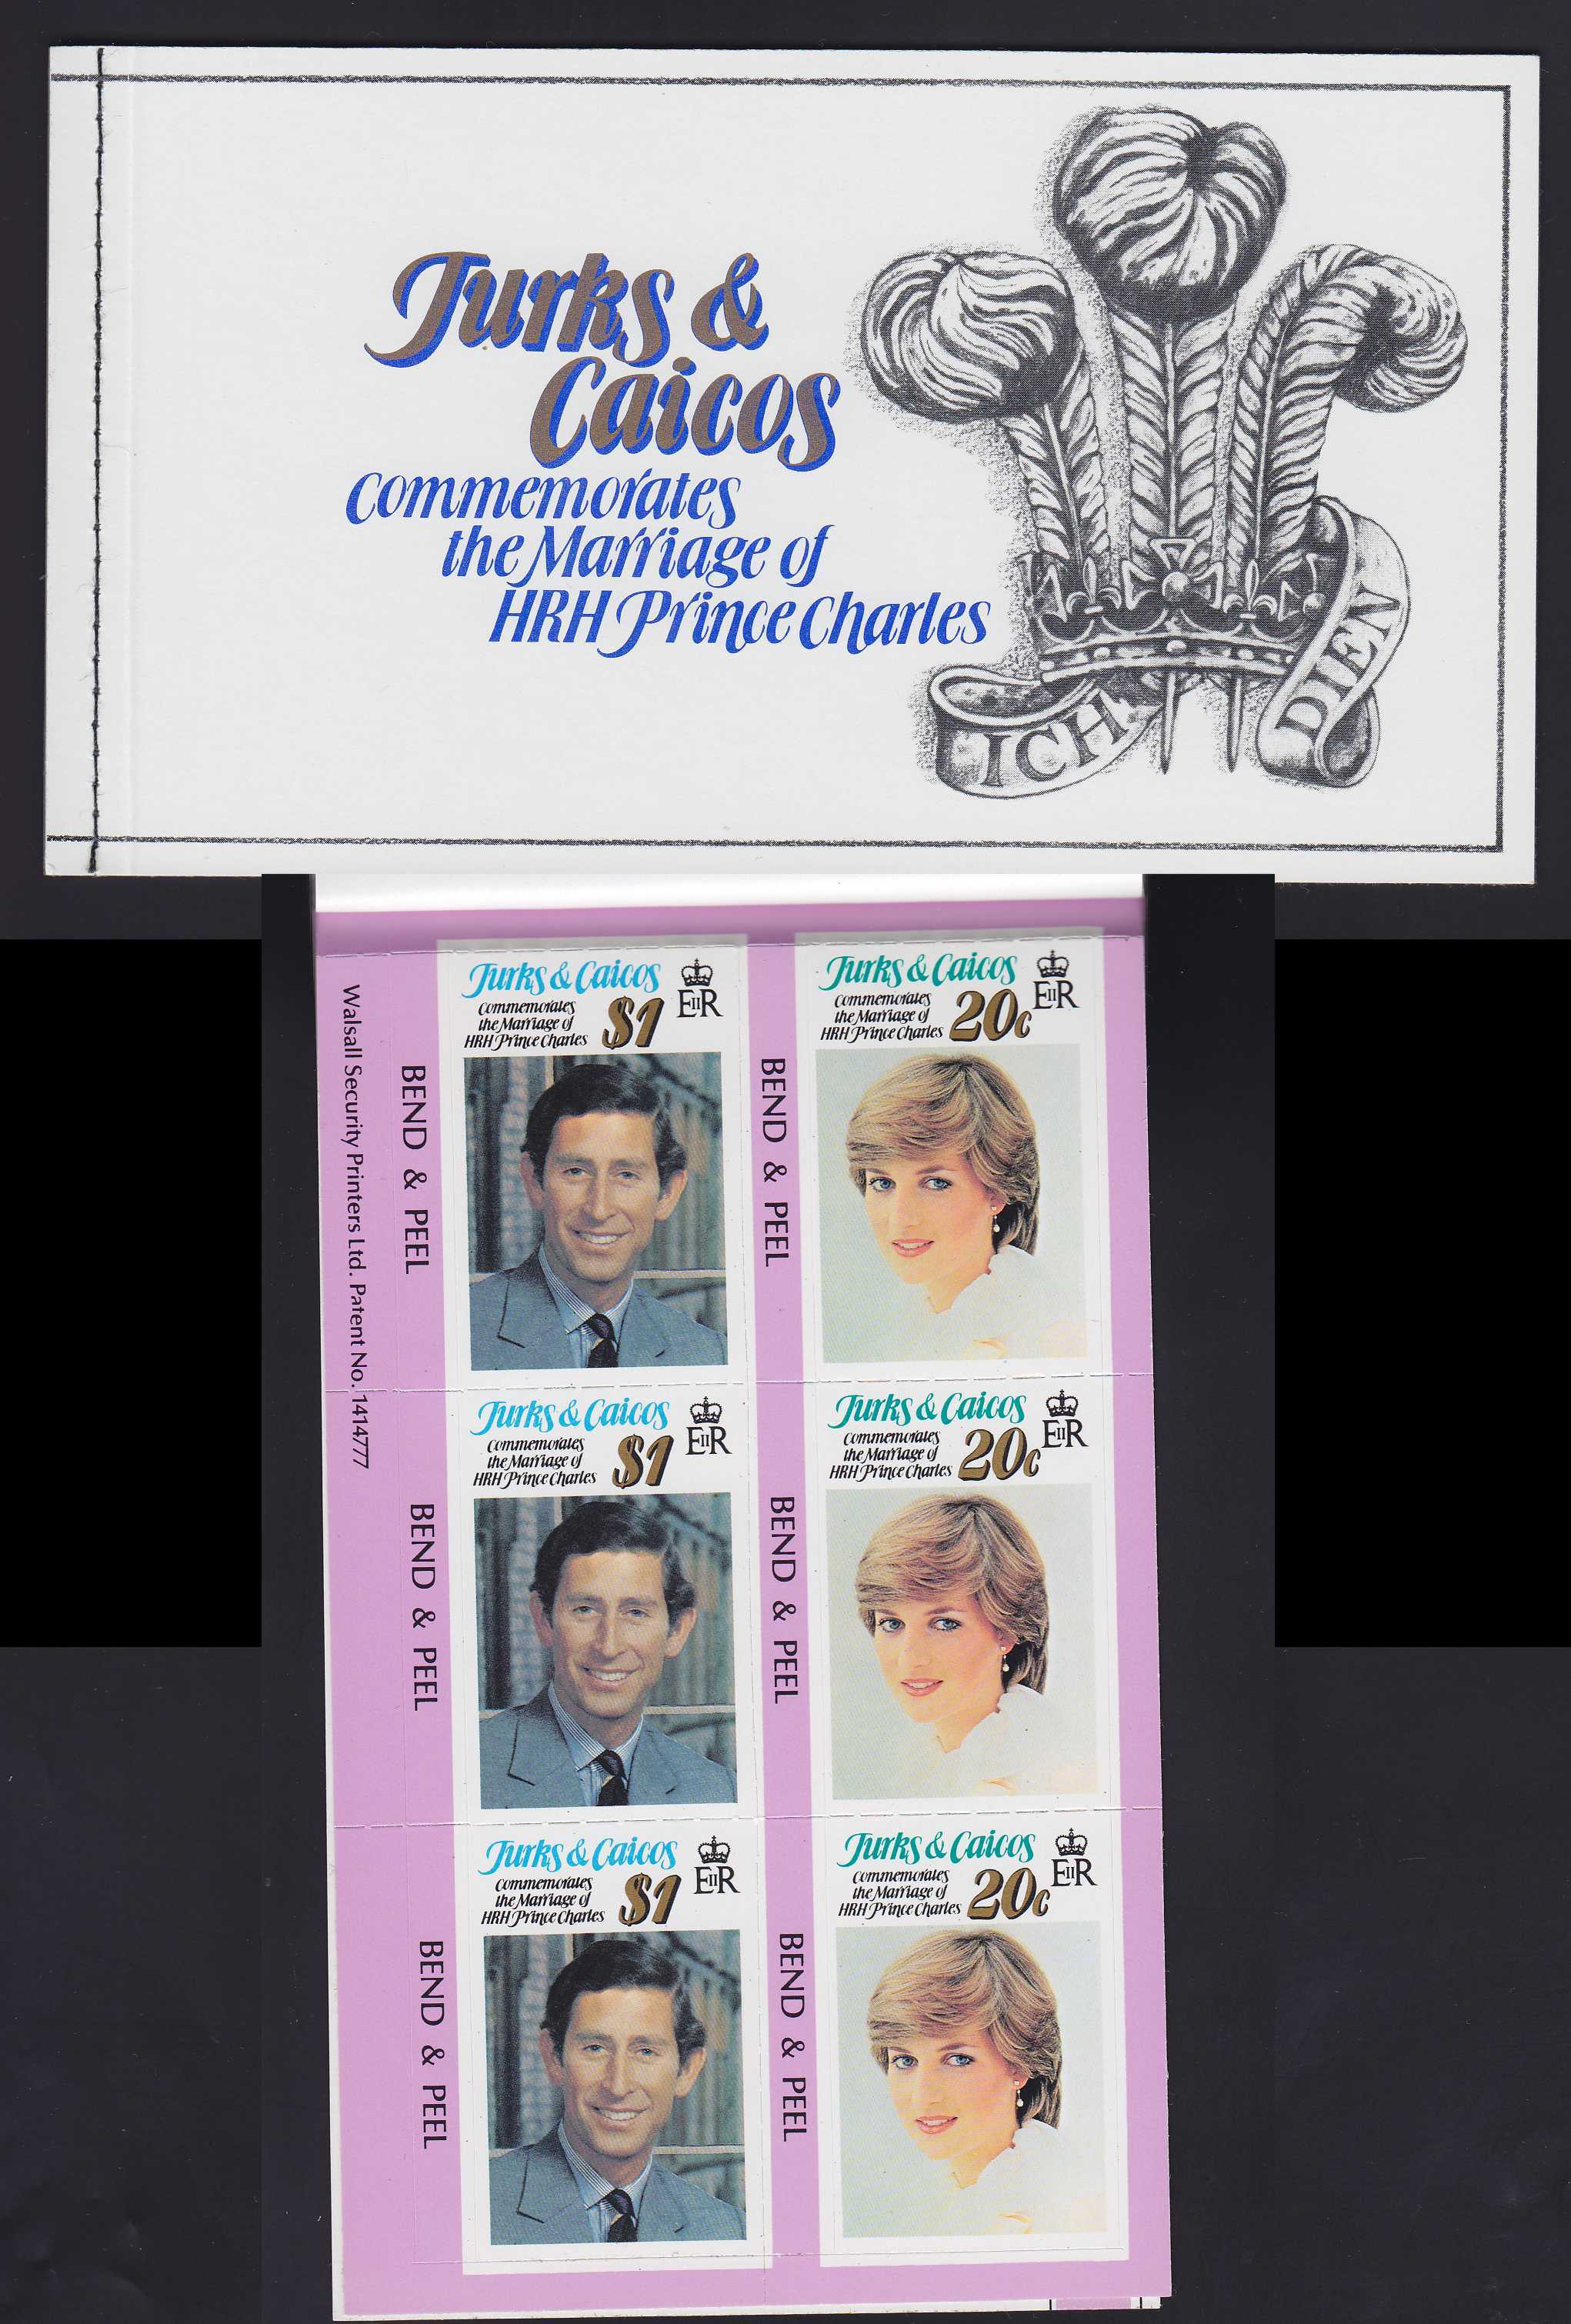 Turks &
Caicos
Commemorates
the Marriage of
HRH Prince Charles
ICH DIEN
Walsall Security Printers Ltd. Patent No. 1414777
BEND & PEEL
Turks & Caicos
Commemorates
the Marriage of
HRH Prince Charles
$1
EIIR
BEND & PEEL
Turks & Caicos
Commemorates
the Marriage of
HRH Prince Charles
20c
EIIR
BEND & PEEL
Turks & Caicos
Commemorates
the Marriage of
HRH Prince Charles
$1
EIIR
BEND & PEEL
Turks & Caicos
Commemorates
the Marriage of
HRH Prince Charles
20c
EIIR
BEND & PEEL
Turks & Caicos
Commemorates
the Marriage of
HRH Prince Charles
$1
EIIR
BEND & PEEL
Turks & Caicos
Commemorates
the Marriage of
HRH Prince Charles
20c
EIIR